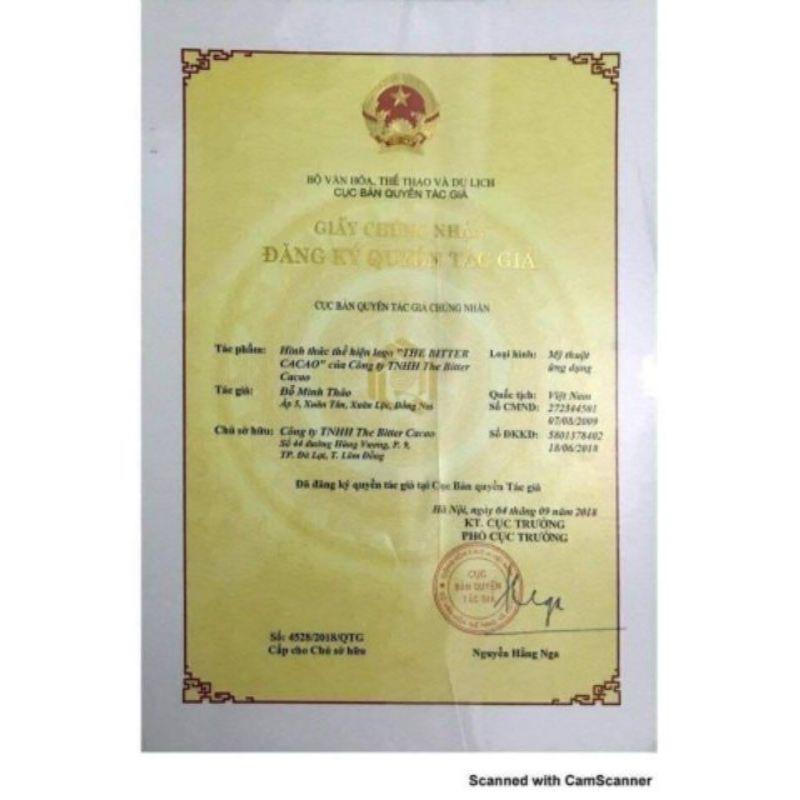 BỘ VĂN HÓA, THỂ THAO VÀ DU LỊCH
CỤC BẢN QUYỀN TÁC GIẢ
GIẤY CHỨNG NHẬN
ĐĂNG KÝ QUYỀN TÁC GIẢ
CỤC BẢN QUYỀN TÁC GIẢ CHỨNG NHẬN
Tác phẩm: Hình thức thể hiện logo "THE BITTER Loại hình: Mỹ thuật
CACAO" của Công ty TNHH The Bitter ứng dụng
Cacao
Tác giả: Đỗ Minh Thảo Quốc tịch: Việt Nam
Ấp 5, Xuân Tân, Xuân Lộc, Đồng Nai Số CMND: 272344501
07/08/2009
Chủ sở hữu: Công ty TNHH The Bitter Cacao Số ĐKKD: 5801378402
Số 44 đường Hùng Vương, P. 9, 18/06/2018
TP. Đà Lạt, T. Lâm Đồng
Đã đăng ký quyền tác giả tại Cục Bản quyền Tác giả
Hà Nội, ngày 04 tháng 09 năm 2018
KT. CỤC TRƯỞNG
PHÓ CỤC TRƯỞNG
CỤC
BẢN QUYỀN
TÁC GIẢ
Số: 4528/2018/QTG
Cấp cho Chủ sở hữu
Nguyễn Hằng Nga
Scanned with CamScanner